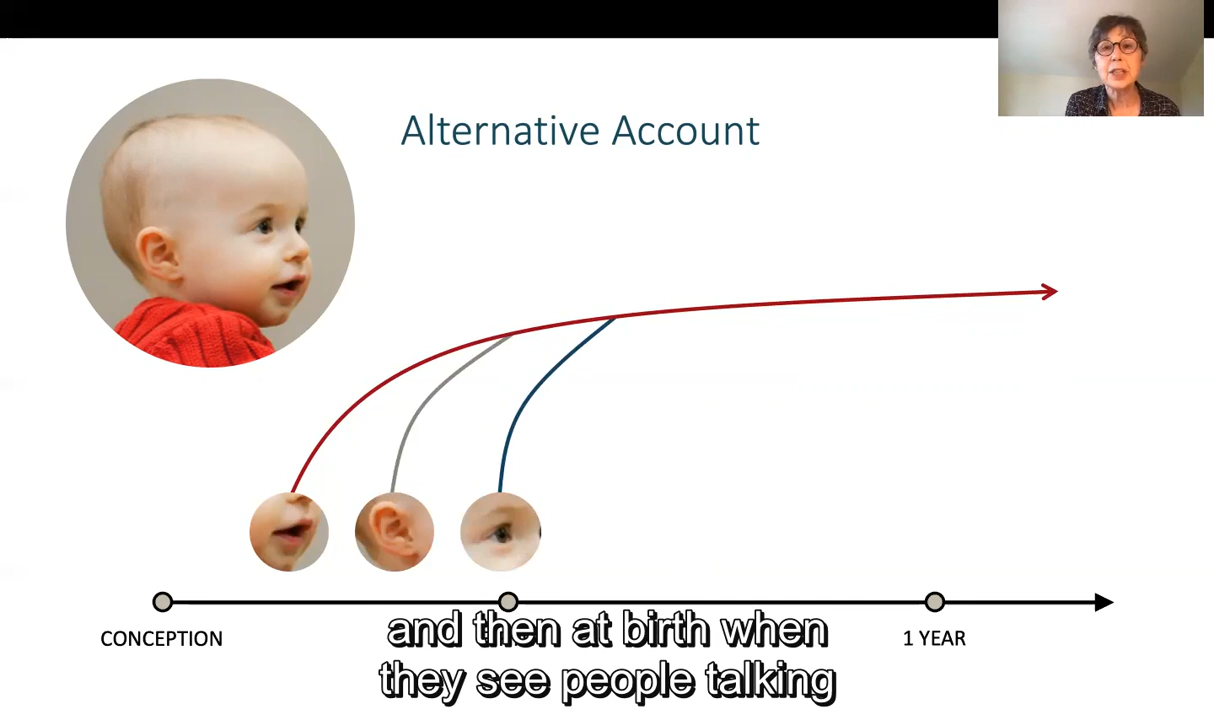 Alternative Account
CONCEPTION
1 YEAR
and then at birth when
they see people talking